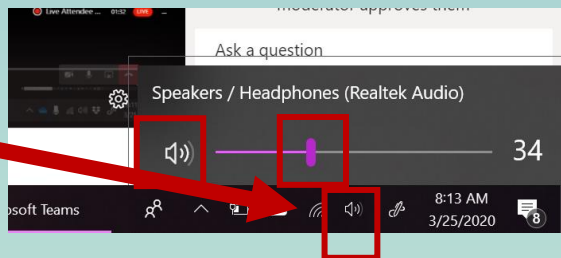 moderator approves them
Live Attendee ... 01:32 LIVE
Ask a question
Speakers / Headphones (Realtek Audio)
34
osoft Teams
8:13 AM
3/25/2020
8